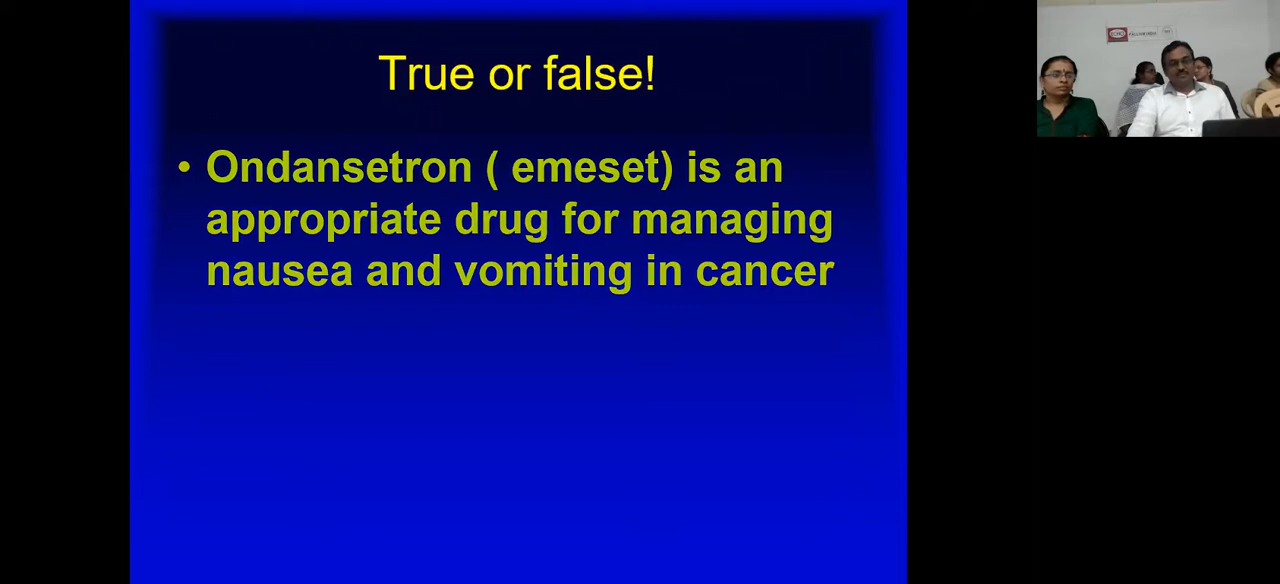 True or false!
• Ondansetron ( emeset) is an
appropriate drug for managing
nausea and vomiting in cancer